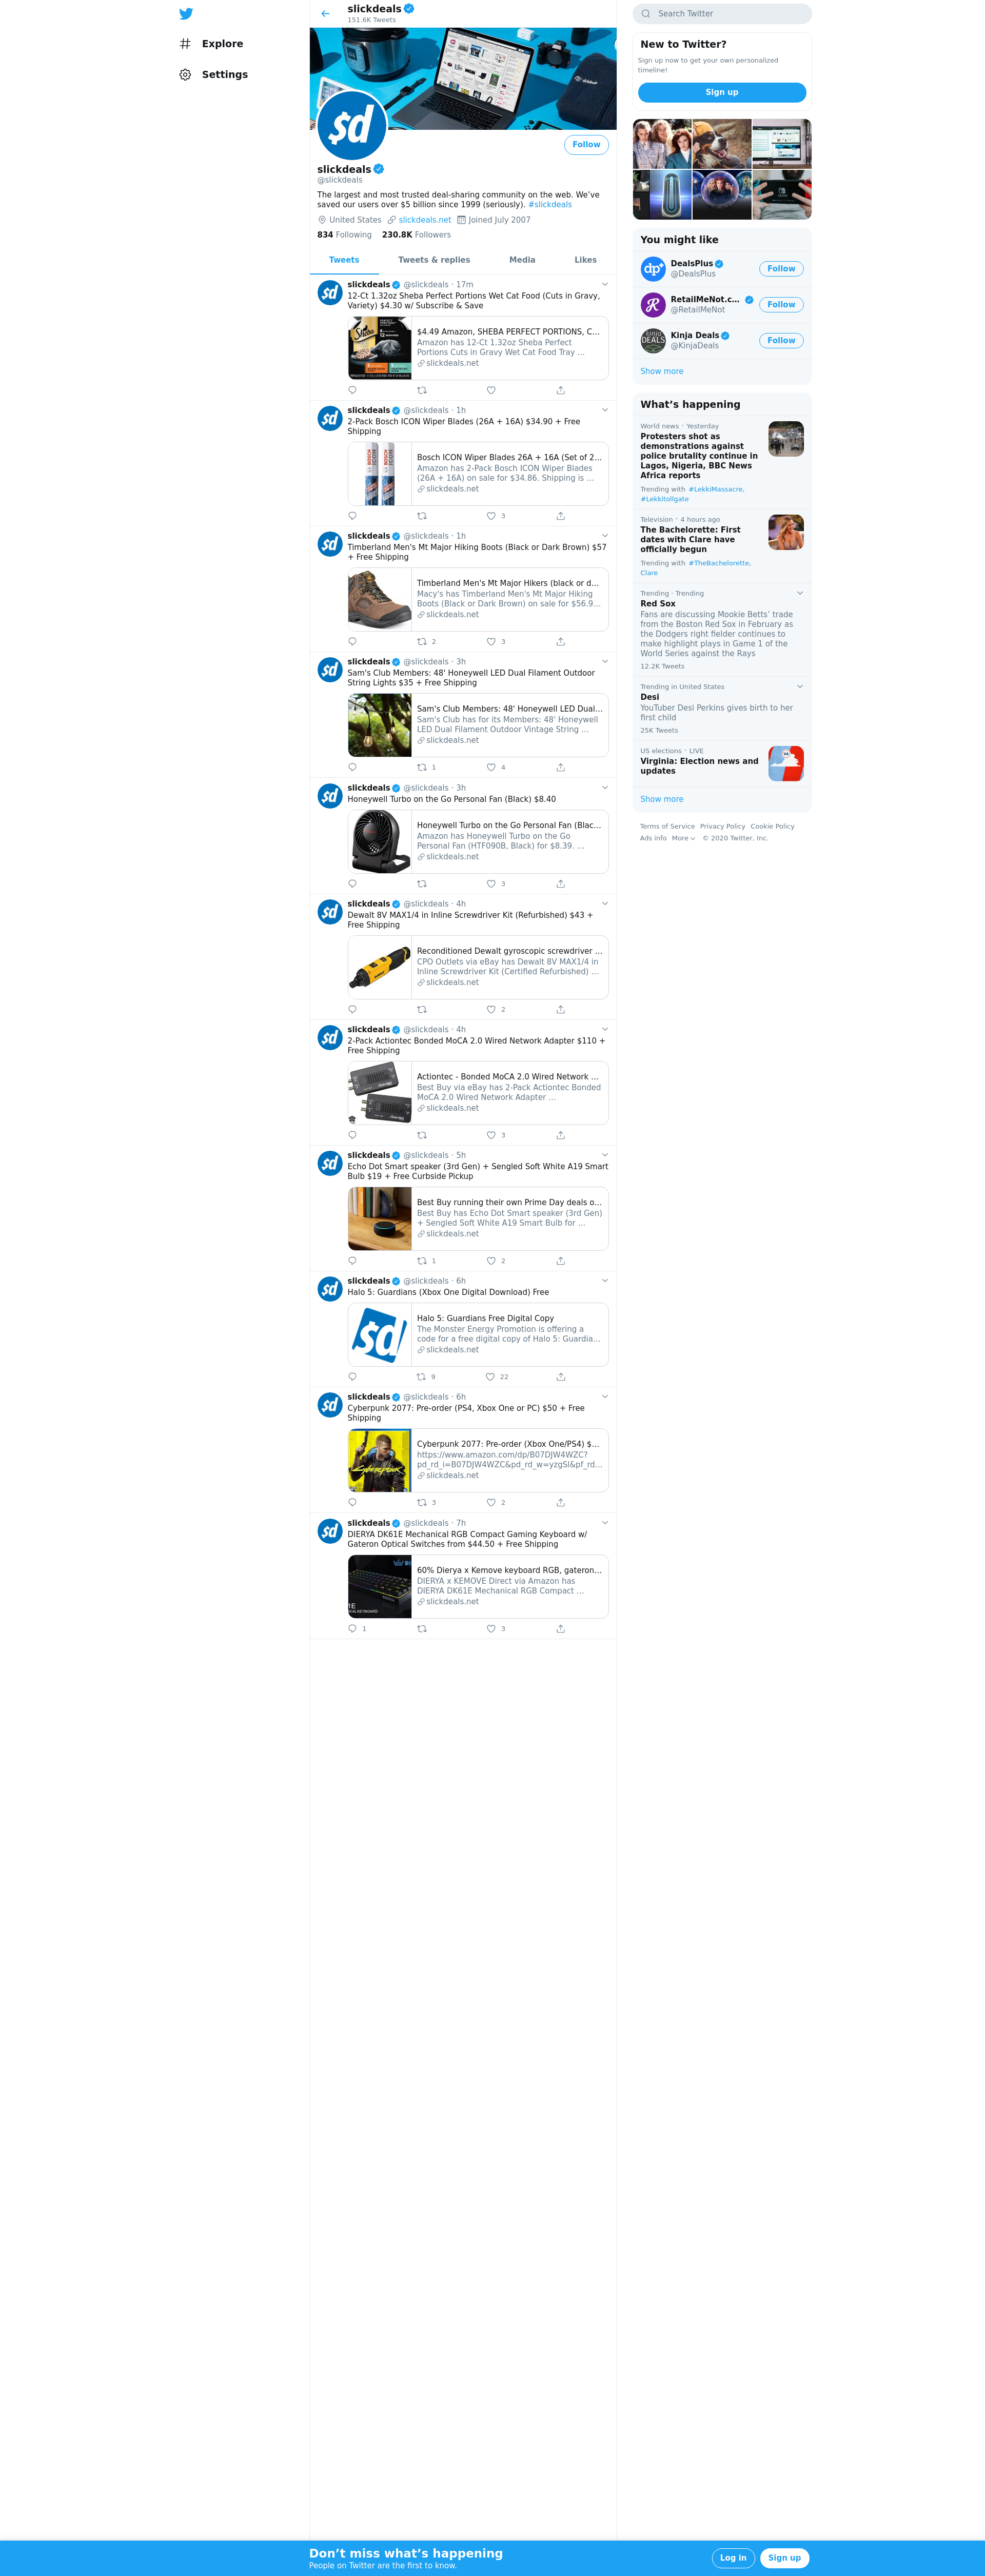 Explore
Settings
slickdeals
151.6K Tweets
$d
Follow
slickdeals
@slickdeals
The largest and most trusted deal-sharing community on the web. We've
saved our users over $5 billion since 1999 (seriously). #slickdeals
United States slickdeals.net Joined July 2007
834 Following 230.8K Followers
Tweets Tweets & replies Media Likes
slickdeals @slickdeals · 17m
12-Ct 1.32oz Sheba Perfect Portions Wet Cat Food (Cuts in Gravy,
Variety) $4.30 w/ Subscribe & Save
$4.49 Amazon, SHEBA PERFECT PORTIONS, C...
Amazon has 12-Ct 1.32oz Sheba Perfect
Portions Cuts in Gravy Wet Cat Food Tray ...
slickdeals.net
slickdeals @slickdeals · 1h
2-Pack Bosch ICON Wiper Blades (26A + 16A) $34.90 + Free
Shipping
Bosch ICON Wiper Blades 26A + 16A (Set of 2...
Amazon has 2-Pack Bosch ICON Wiper Blades
(26A + 16A) on sale for $34.86. Shipping is ...
slickdeals.net
3
slickdeals @slickdeals · 1h
Timberland Men's Mt Major Hiking Boots (Black or Dark Brown) $57
+ Free Shipping
Timberland Men's Mt Major Hikers (black or d...
Macy's has Timberland Men's Mt Major Hiking
Boots (Black or Dark Brown) on sale for $56.9...
slickdeals.net
2 3
slickdeals @slickdeals · 3h
Sam's Club Members: 48' Honeywell LED Dual Filament Outdoor
String Lights $35 + Free Shipping
Sam's Club Members: 48' Honeywell LED Dual...
Sam's Club has for its Members: 48' Honeywell
LED Dual Filament Outdoor Vintage String ...
slickdeals.net
1 4
slickdeals @slickdeals · 3h
Honeywell Turbo on the Go Personal Fan (Black) $8.40
Honeywell Turbo on the Go Personal Fan (Blac...
Amazon has Honeywell Turbo on the Go
Personal Fan (HTF090B, Black) for $8.39. ...
slickdeals.net
3
slickdeals @slickdeals · 4h
Dewalt 8V MAX1/4 in Inline Screwdriver Kit (Refurbished) $43 +
Free Shipping
Reconditioned Dewalt gyroscopic screwdriver ...
CPO Outlets via eBay has Dewalt 8V MAX1/4 in
Inline Screwdriver Kit (Certified Refurbished) ...
slickdeals.net
2
slickdeals @slickdeals · 4h
2-Pack Actiontec Bonded MoCA 2.0 Wired Network Adapter $110 +
Free Shipping
Actiontec - Bonded MoCA 2.0 Wired Network ...
Best Buy via eBay has 2-Pack Actiontec Bonded
MoCA 2.0 Wired Network Adapter ...
slickdeals.net
3
slickdeals @slickdeals · 5h
Echo Dot Smart speaker (3rd Gen) + Sengled Soft White A19 Smart
Bulb $19 + Free Curbside Pickup
Best Buy running their own Prime Day deals o...
Best Buy has Echo Dot Smart speaker (3rd Gen)
+ Sengled Soft White A19 Smart Bulb for ...
slickdeals.net
1 2
slickdeals @slickdeals · 6h
Halo 5: Guardians (Xbox One Digital Download) Free
Halo 5: Guardians Free Digital Copy
The Monster Energy Promotion is offering a
code for a free digital copy of Halo 5: Guardia...
slickdeals.net
9 22
slickdeals @slickdeals · 6h
Cyberpunk 2077: Pre-order (PS4, Xbox One or PC) $50 + Free
Shipping
Cyberpunk 2077: Pre-order (Xbox One/PS4) $...
https://www.amazon.com/dp/B07DJW4WZC?
pd_rd_i=B07DJW4WZC&pd_rd_w=yzgSl&pf_rd...
slickdeals.net
3 2
slickdeals @slickdeals · 7h
DIERYA DK61E Mechanical RGB Compact Gaming Keyboard w/
Gateron Optical Switches from $44.50 + Free Shipping
60% Dierya x Kemove keyboard RGB, gateron...
DIERYA x KEMOVE Direct via Amazon has
DIERYA DK61E Mechanical RGB Compact ...
slickdeals.net
1 3
Search Twitter
New to Twitter?
Sign up now to get your own personalized
timeline!
Sign up
You might like
DealsPlus
@DealsPlus
Follow
RetailMeNot.c...
@RetailMeNot
Follow
Kinja Deals
@KinjaDeals
Follow
Show more
What's happening
World news · Yesterday
Protesters shot as
demonstrations against
police brutality continue in
Lagos, Nigeria, BBC News
Africa reports
Trending with #LekkiMassacre,
#Lekkitollgate
Television · 4 hours ago
The Bachelorette: First
dates with Clare have
officially begun
Trending with #TheBachelorette,
Clare
Trending · Trending
Red Sox
Fans are discussing Mookie Betts' trade
from the Boston Red Sox in February as
the Dodgers right fielder continues to
make highlight plays in Game 1 of the
World Series against the Rays
12.2K Tweets
Trending in United States
Desi
YouTuber Desi Perkins gives birth to her
first child
25K Tweets
US elections · LIVE
Virginia: Election news and
updates
Show more
Terms of Service Privacy Policy Cookie Policy
Ads info More © 2020 Twitter, Inc.
Don't miss what's happening
People on Twitter are the first to know.
Log in Sign up